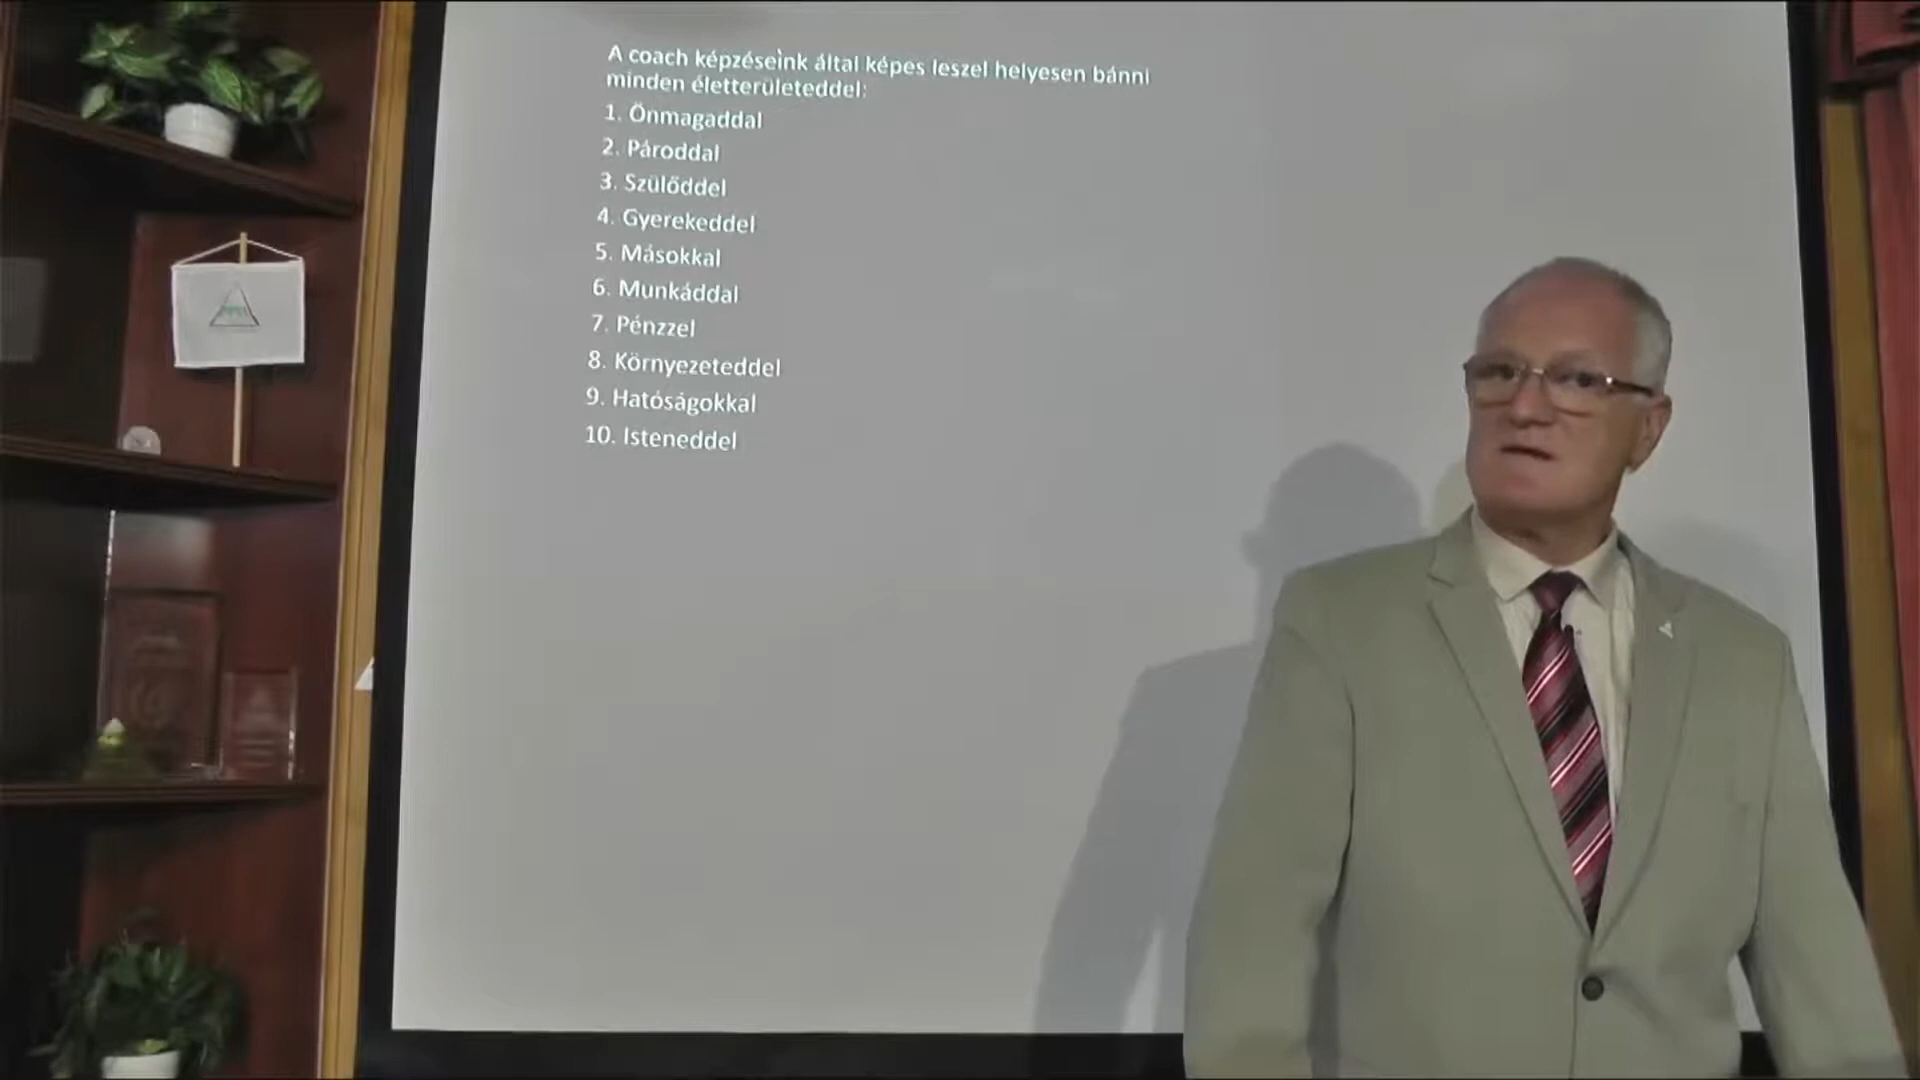 A coach képzéseink által képes leszel helyesen bánni
minden életterületeddel:
1. Önmagaddal
2. Pároddal
3. Szülőddel
4. Gyerekeddel
5. Másokkal
6. Munkáddal
7. Pénzzel
8. Környezeteddel
9. Hatóságokkal
10. Isteneddel